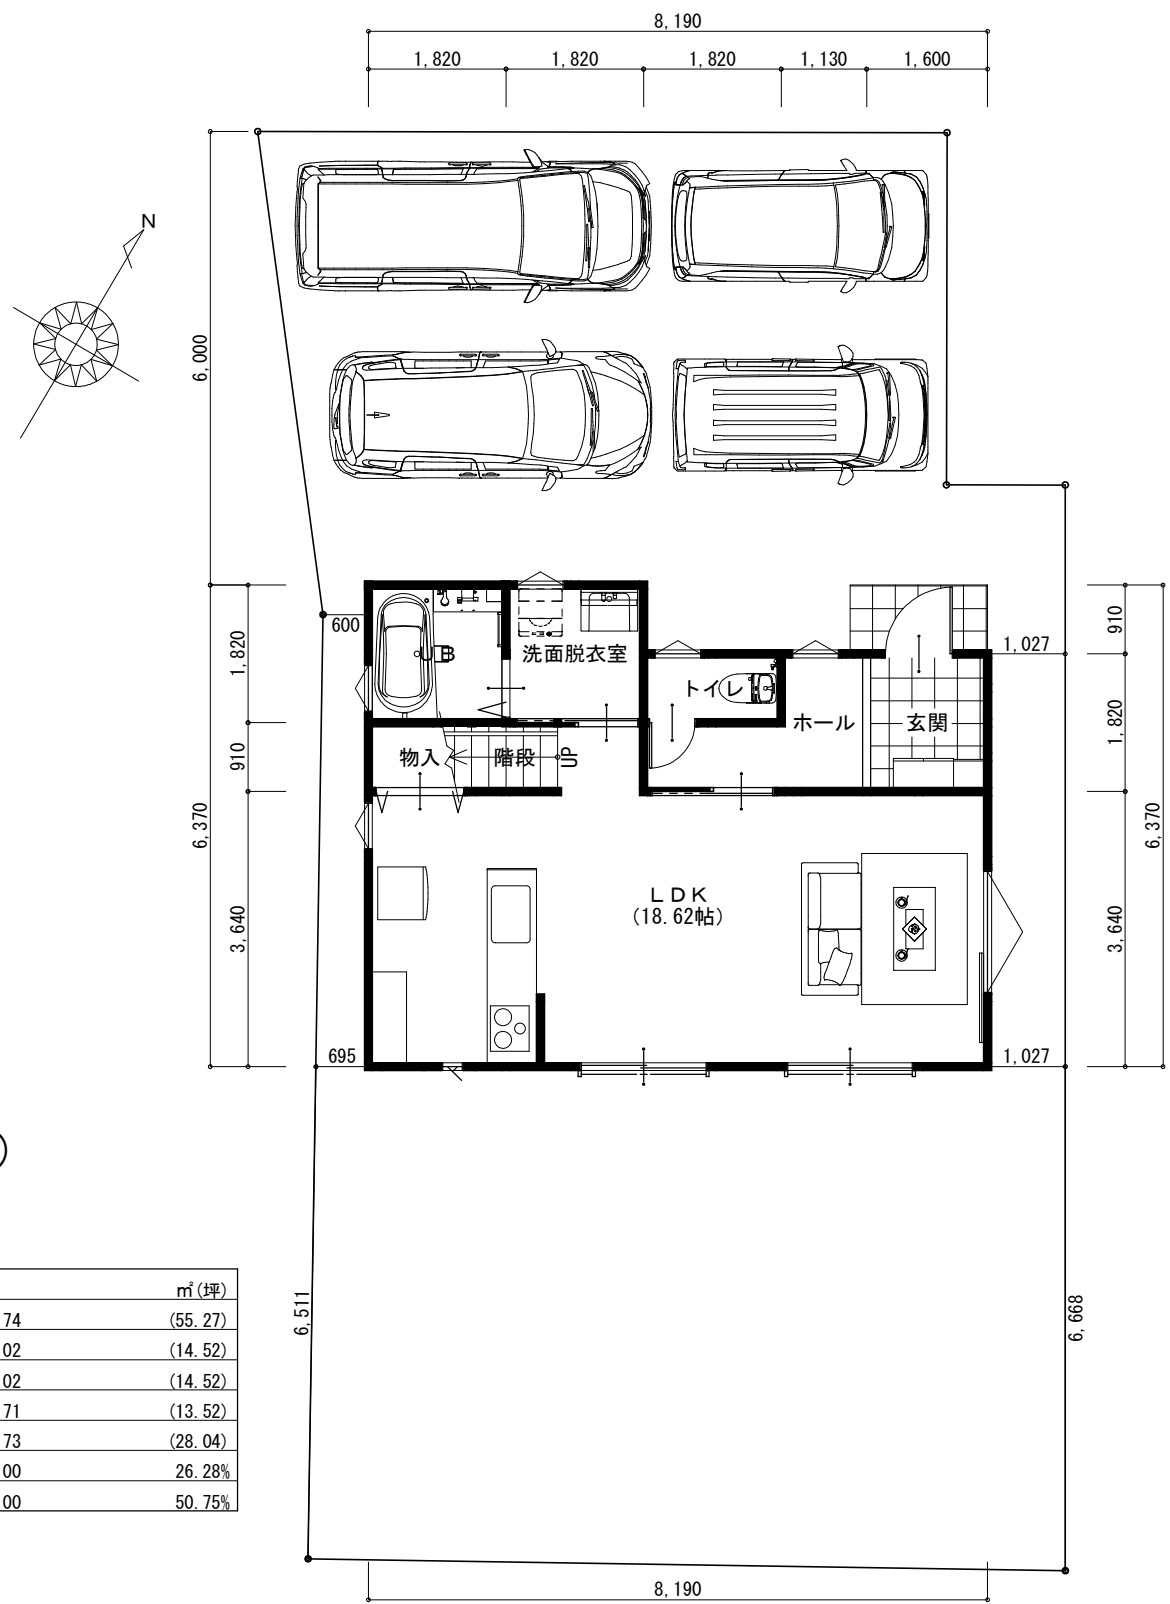 8,190
1,820 1,820 1,820 1,130 1,600
N
6,000
600
1,820
UB
洗面脱衣室
トイレ
ホール
玄関
1,027
910
910
物入
階段
UP
1,820
6,370
6,370
LDK
(18.62帖)
3,640
3,640
695
1,027
㎡(坪)
74 (55.27)
02 (14.52)
02 (14.52)
71 (13.52)
73 (28.04)
00 26.28%
00 50.75%
6,511
6,668
8,190